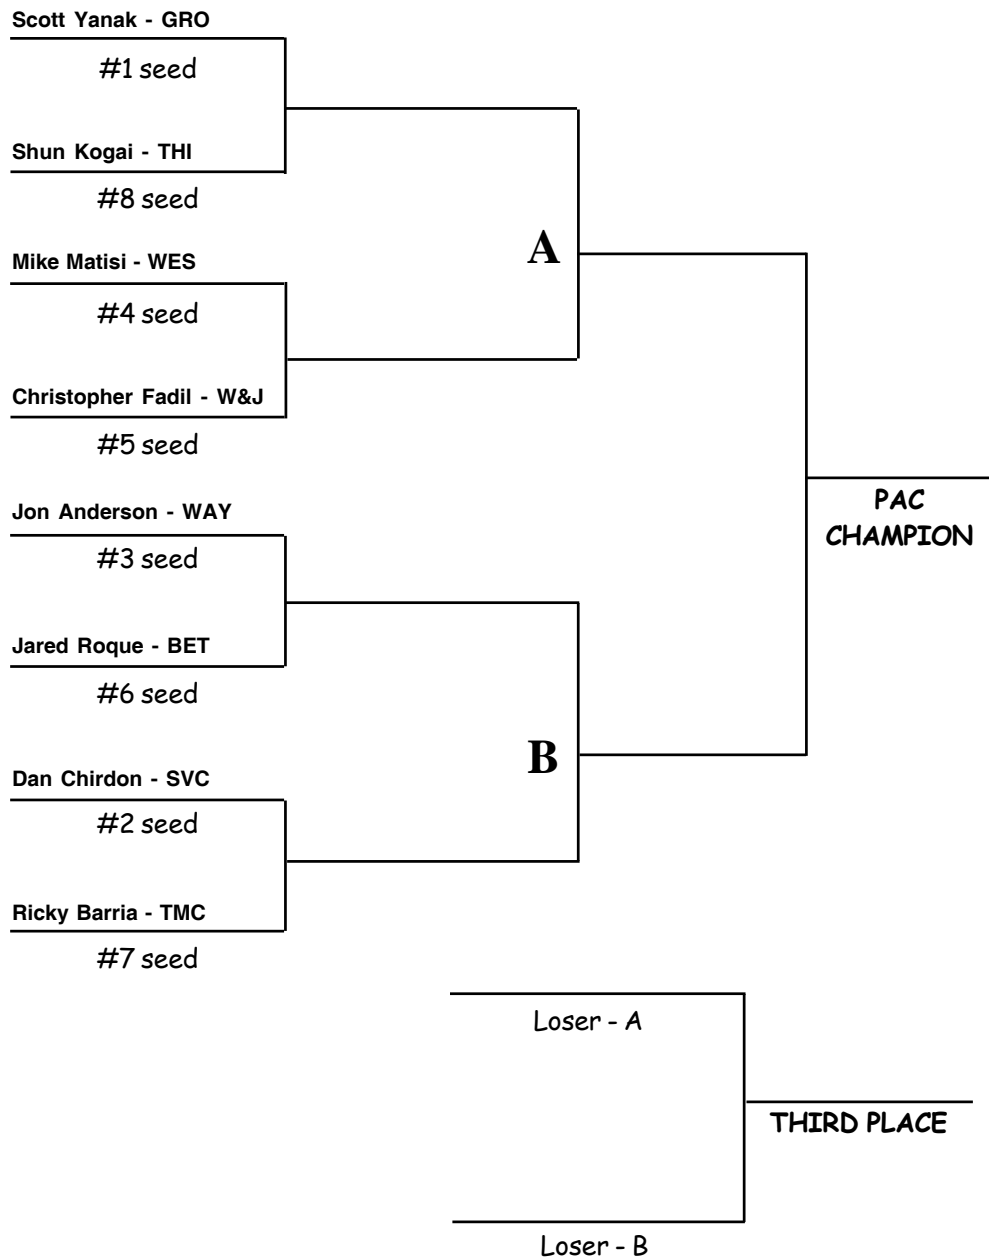 Scott Yanak - GRO
#1 seed
Shun Kogai - THI
#8 seed
A
Mike Matisi - WES
#4 seed
Christopher Fadil - W&J
#5 seed
PAC
CHAMPION
Jon Anderson - WAY
#3 seed
Jared Roque - BET
#6 seed
B
Dan Chirdon - SVC
#2 seed
Ricky Barria - TMC
#7 seed
Loser - A
THIRD PLACE
Loser - B